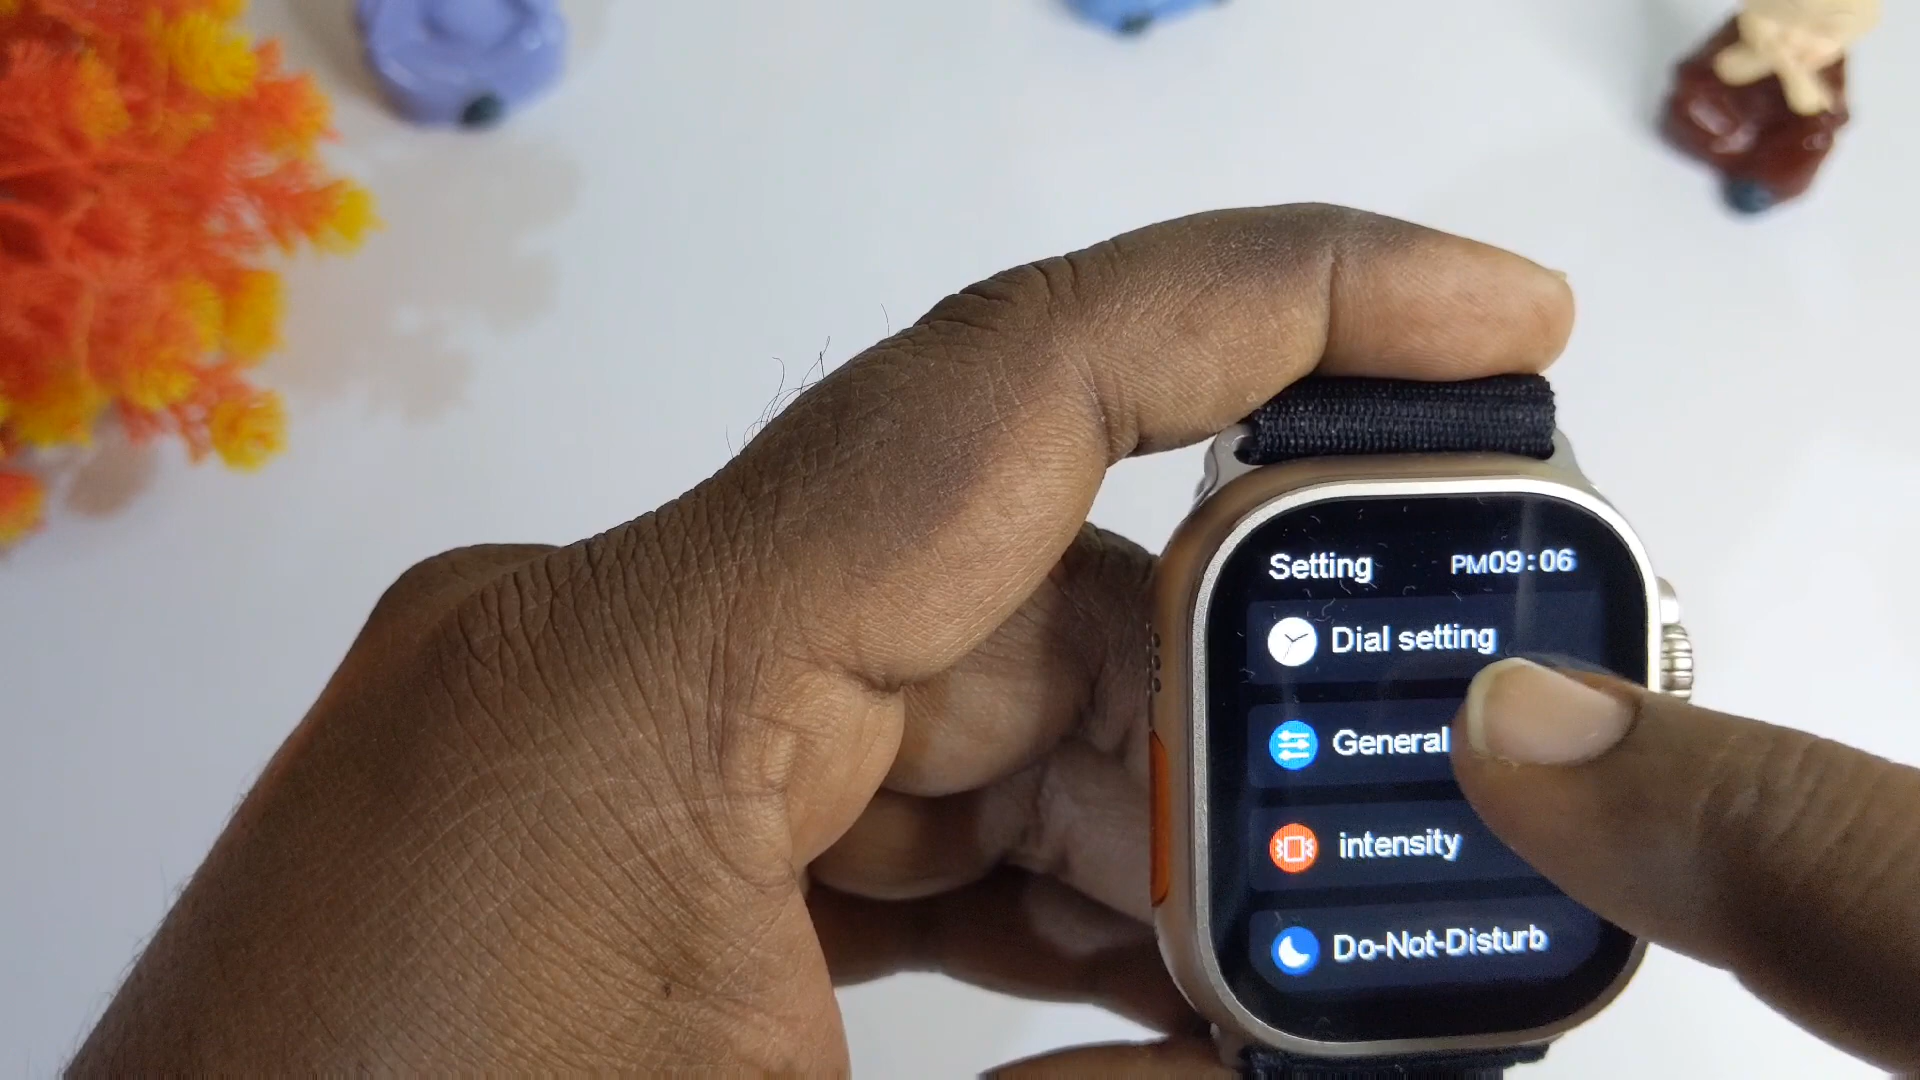 Setting PM09:06
Dial setting
General
intensity
Do-Not-Disturb